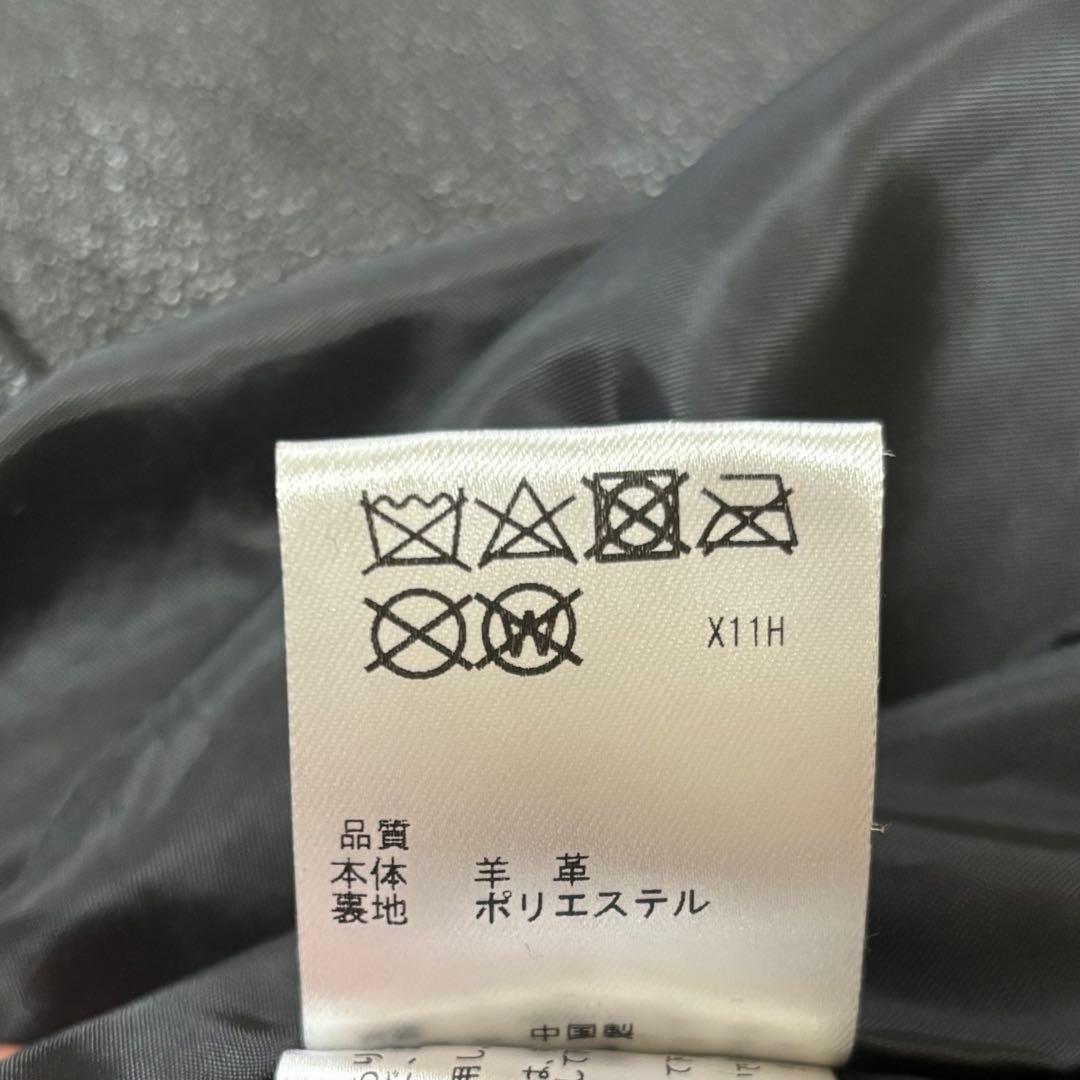 W
X11H
品質
本体 羊 革
裏地 ポリエステル
中国製